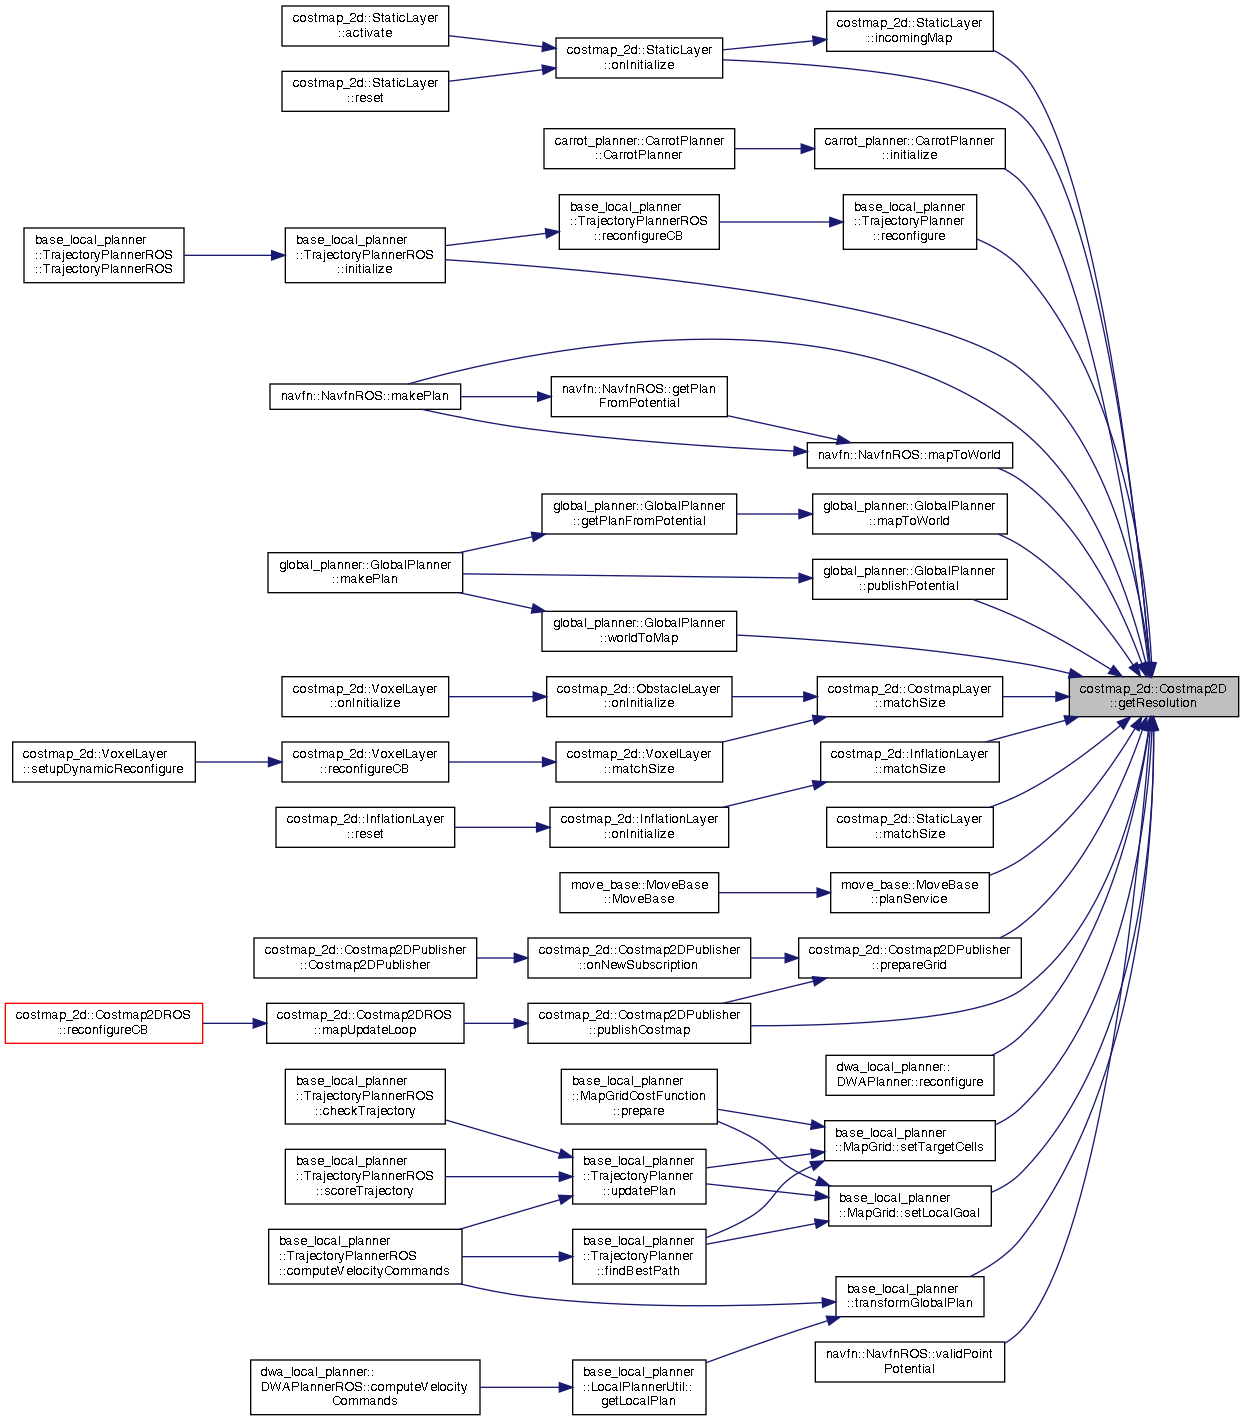 costmap_2d::StaticLayer
::activate
costmap_2d::StaticLayer
::incomingMap
costmap_2d::StaticLayer
::onInitialize
costmap_2d::StaticLayer
::reset
carrot_planner::CarrotPlanner
::CarrotPlanner
carrot_planner::CarrotPlanner
::initialize
base_local_planner
::TrajectoryPlannerROS
::reconfigureCB
base_local_planner
::TrajectoryPlanner
::reconfigure
base_local_planner
::TrajectoryPlannerROS
::TrajectoryPlannerROS
base_local_planner
::TrajectoryPlannerROS
::initialize
navfn::NavfnROS::makePlan
navfn::NavfnROS::getPlan
FromPotential
navfn::NavfnROS::mapToWorld
global_planner::GlobalPlanner
::getPlanFromPotential
global_planner::GlobalPlanner
::mapToWorld
global_planner::GlobalPlanner
::makePlan
global_planner::GlobalPlanner
::publishPotential
global_planner::GlobalPlanner
::worldToMap
costmap_2d::VoxelLayer
::onInitialize
costmap_2d::ObstacleLayer
::onInitialize
costmap_2d::CostmapLayer
::matchSize
costmap_2d::Costmap2D
::getResolution
costmap_2d::VoxelLayer
::setupDynamicReconfigure
costmap_2d::VoxelLayer
::reconfigureCB
costmap_2d::VoxelLayer
::matchSize
costmap_2d::InflationLayer
::matchSize
costmap_2d::InflationLayer
::reset
costmap_2d::InflationLayer
::onInitialize
costmap_2d::StaticLayer
::matchSize
move_base::MoveBase
::MoveBase
move_base::MoveBase
::planService
costmap_2d::Costmap2DPublisher
::Costmap2DPublisher
costmap_2d::Costmap2DPublisher
::onNewSubscription
costmap_2d::Costmap2DPublisher
::prepareGrid
costmap_2d::Costmap2DROS
::reconfigureCB
costmap_2d::Costmap2DROS
::mapUpdateLoop
costmap_2d::Costmap2DPublisher
::publishCostmap
dwa_local_planner::
DWAPlanner::reconfigure
base_local_planner
::TrajectoryPlannerROS
::checkTrajectory
base_local_planner
::MapGridCostFunction
::prepare
base_local_planner
::MapGrid::setTargetCells
base_local_planner
::TrajectoryPlannerROS
::scoreTrajectory
base_local_planner
::TrajectoryPlanner
::updatePlan
base_local_planner
::MapGrid::setLocalGoal
base_local_planner
::TrajectoryPlannerROS
::computeVelocityCommands
base_local_planner
::TrajectoryPlanner
::findBestPath
base_local_planner
::transformGlobalPlan
navfn::NavfnROS::validPoint
Potential
dwa_local_planner::
DWAPlannerROS::computeVelocity
Commands
base_local_planner
::LocalPlannerUtil::
getLocalPlan